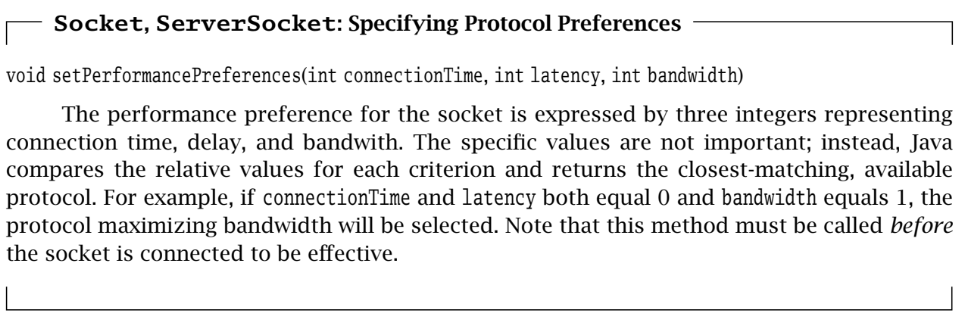 Socket, ServerSocket: Specifying Protocol Preferences
void setPerformancePreferences(int connectionTime, int latency, int bandwidth)
The performance preference for the socket is expressed by three integers representing
connection time, delay, and bandwith. The specific values are not important; instead, Java
compares the relative values for each criterion and returns the closest-matching, available
protocol. For example, if connectionTime and latency both equal 0 and bandwidth equals 1, the
protocol maximizing bandwidth will be selected. Note that this method must be called before
the socket is connected to be effective.